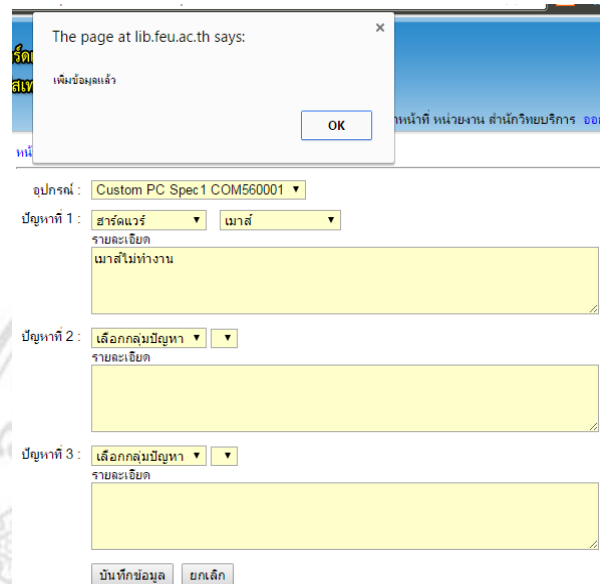 The page at lib.feu.ac.th says:
เพิ่มข้อมูลแล้ว
OK
หน่วยงาน สำนักวิทยบริการ
อุปกรณ์ : Custom PC Spec1 COM560001
ปัญหาที่ 1 : ฮาร์ดแวร์ เมาส์
รายละเอียด
เมาส์ไม่ทำงาน
ปัญหาที่ 2 : เลือกกลุ่มปัญหา
รายละเอียด
ปัญหาที่ 3 : เลือกกลุ่มปัญหา
รายละเอียด
บันทึกข้อมูล ยกเลิก